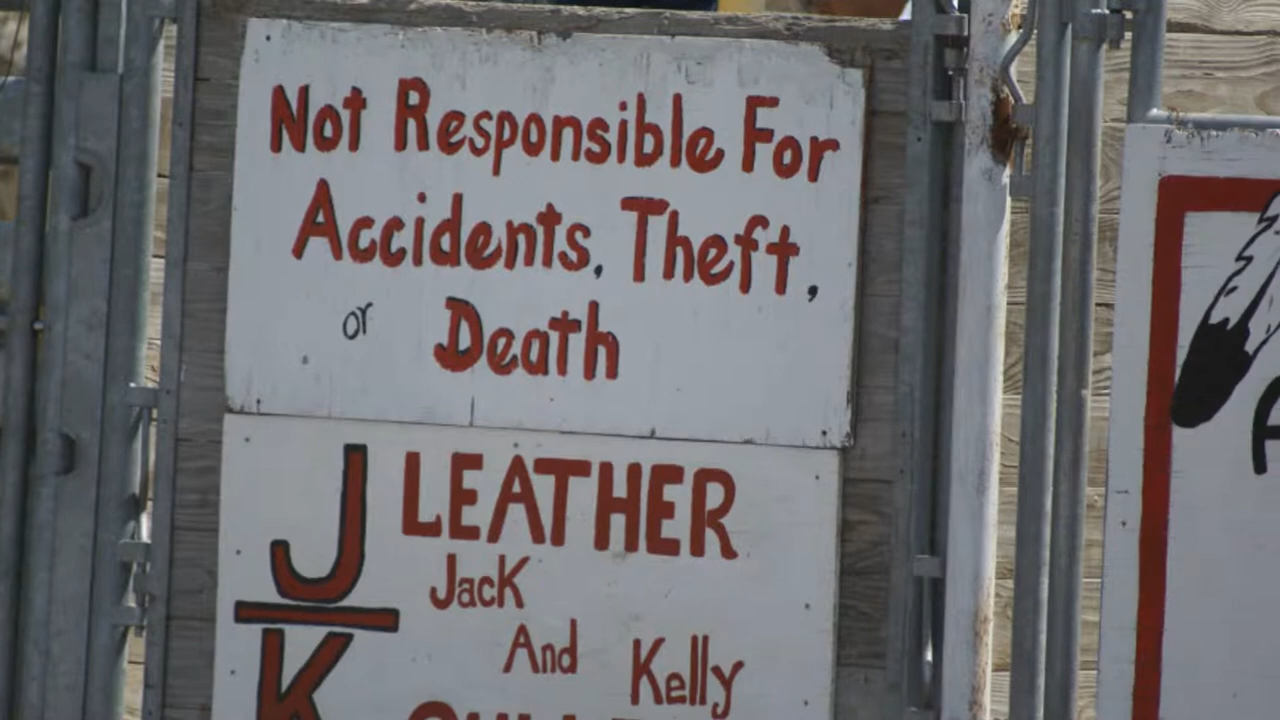 Not Responsible For
Accidents, Theft,
or Death
J LEATHER
Jack
And Kelly
K